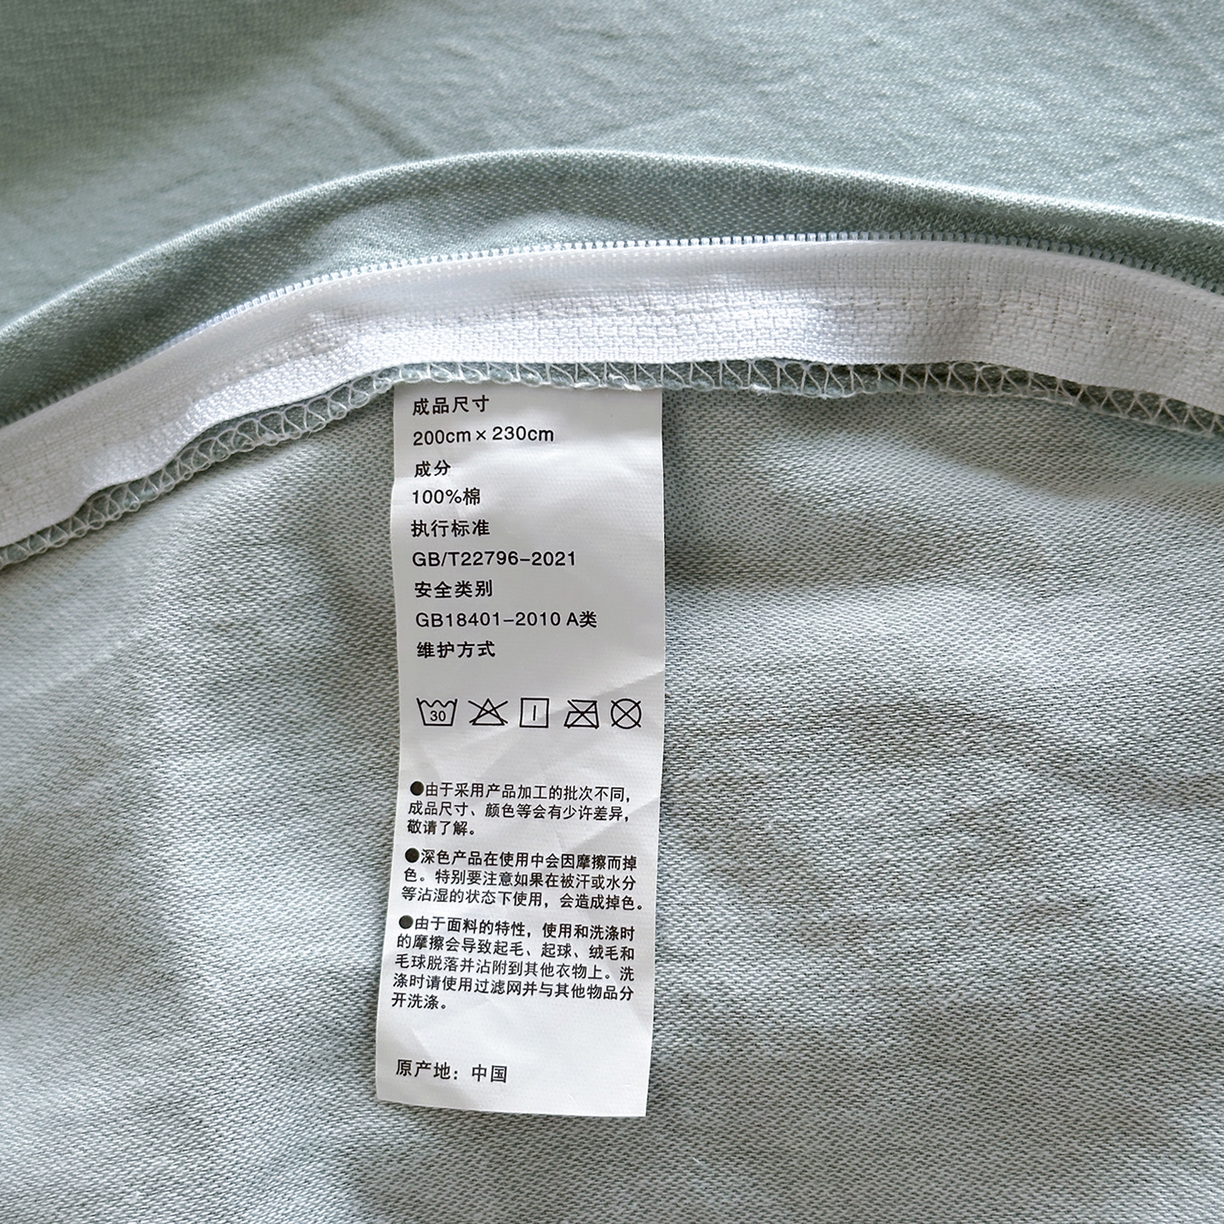 成品尺寸
200cm×230cm
成分
100%棉
执行标准
GB/T22796-2021
安全类别
GB18401-2010 A类
维护方式
30
●由于采用产品加工的批次不同，
成品尺寸、颜色等会有少许差异，
敬请了解。
●深色产品在使用中会因摩擦而掉
色。特别要注意如果在被汗或水分
等沾湿的状态下使用，会造成掉色。
●由于面料的特性，使用和洗涤时
的摩擦会导致起毛、起球、绒毛和
毛球脱落并沾附到其他衣物上。洗
涤时请使用过滤网并与其他物品分
开洗涤。
原产地：中国